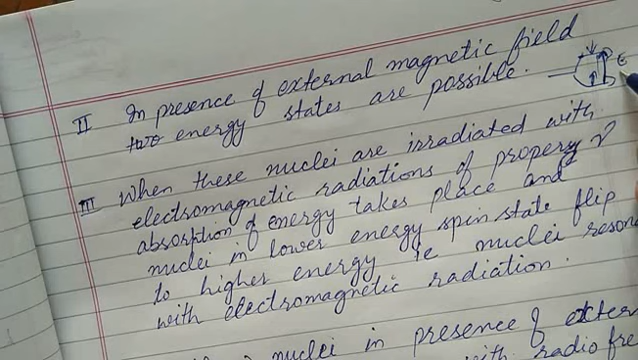 II In presence of external magnetic field
two energy states are possible.
III When these nuclei are irradiated with
electromagnetic radiations of propery ν
absorption of energy takes place and
nuclei in lower energy spin state flip
to higher energy ie nuclei reson
with electromagnetic radiation.
nuclei in presence of exter
with radio fre